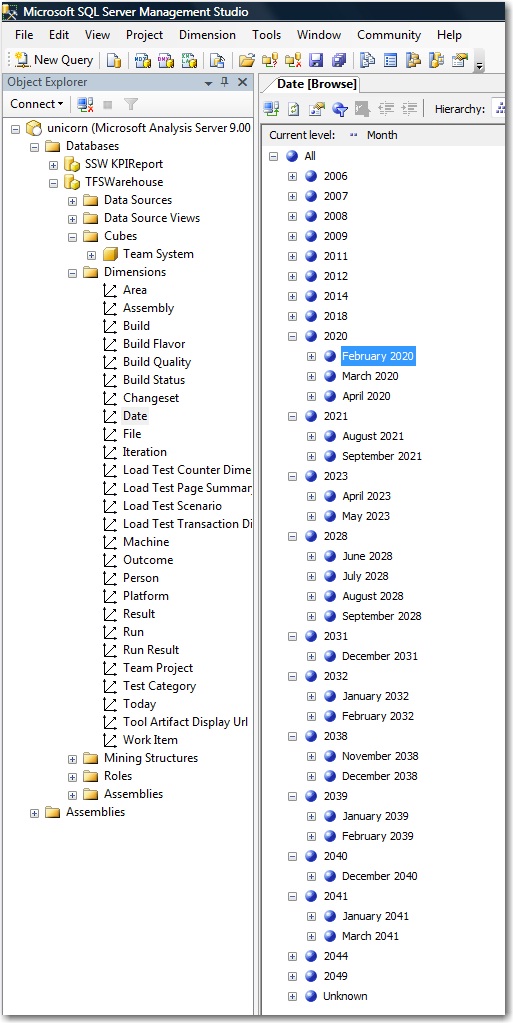 Microsoft SQL Server Management Studio
File Edit View Project Dimension Tools Window Community Help
New Query
Object Explorer
Connect
unicorn (Microsoft Analysis Server 9.00
Databases
SSW KPIReport
TFSWarehouse
Data Sources
Data Source Views
Cubes
Team System
Dimensions
Area
Assembly
Build
Build Flavor
Build Quality
Build Status
Changeset
Date
File
Iteration
Load Test Counter Dime
Load Test Page Summar
Load Test Scenario
Load Test Transaction Di
Machine
Outcome
Person
Platform
Result
Run
Run Result
Team Project
Test Category
Today
Tool Artifact Display Url
Work Item
Mining Structures
Roles
Assemblies
Assemblies
Date [Browse]
Hierarchy:
Current level: Month
All
2006
2007
2008
2009
2011
2012
2014
2018
2020
February 2020
March 2020
April 2020
2021
August 2021
September 2021
2023
April 2023
May 2023
2028
June 2028
July 2028
August 2028
September 2028
2031
December 2031
2032
January 2032
February 2032
2038
November 2038
December 2038
2039
January 2039
February 2039
2040
December 2040
2041
January 2041
March 2041
2044
2049
Unknown